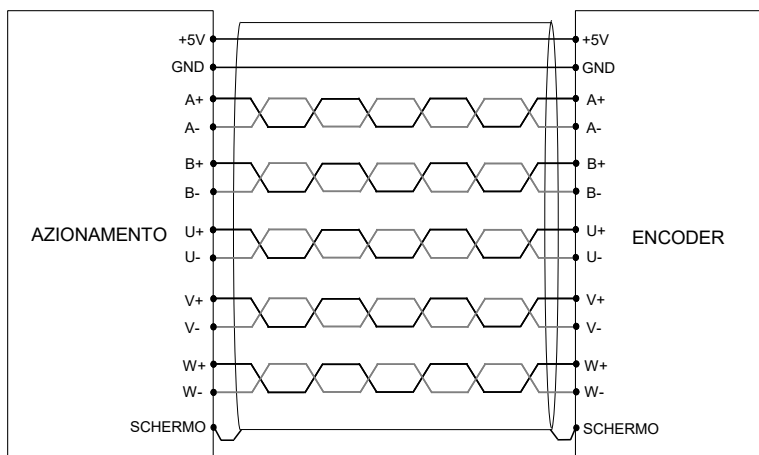 +5V +5V
GND GND
A+ A+
A- A-
B+ B+
B- B-
AZIONAMENTO U+ U+ ENCODER
U- U-
V+ V+
V- V-
W+ W+
W- W-
SCHERMO SCHERMO